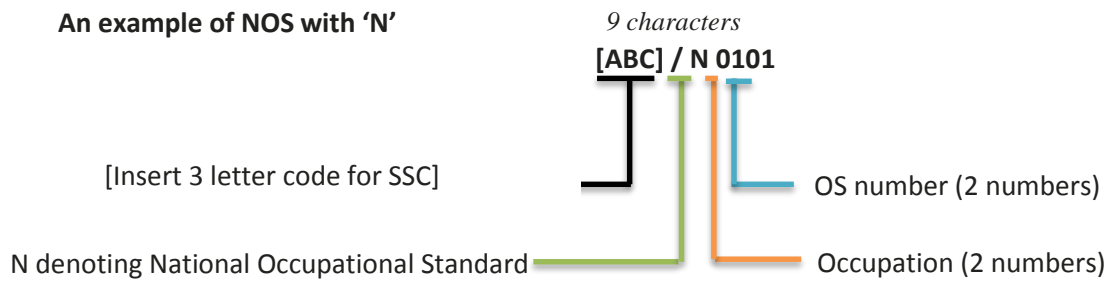 An example of NOS with ‘N’
9 characters
[ABC] / N 0101
[Insert 3 letter code for SSC]
OS number (2 numbers)
N denoting National Occupational Standard
Occupation (2 numbers)